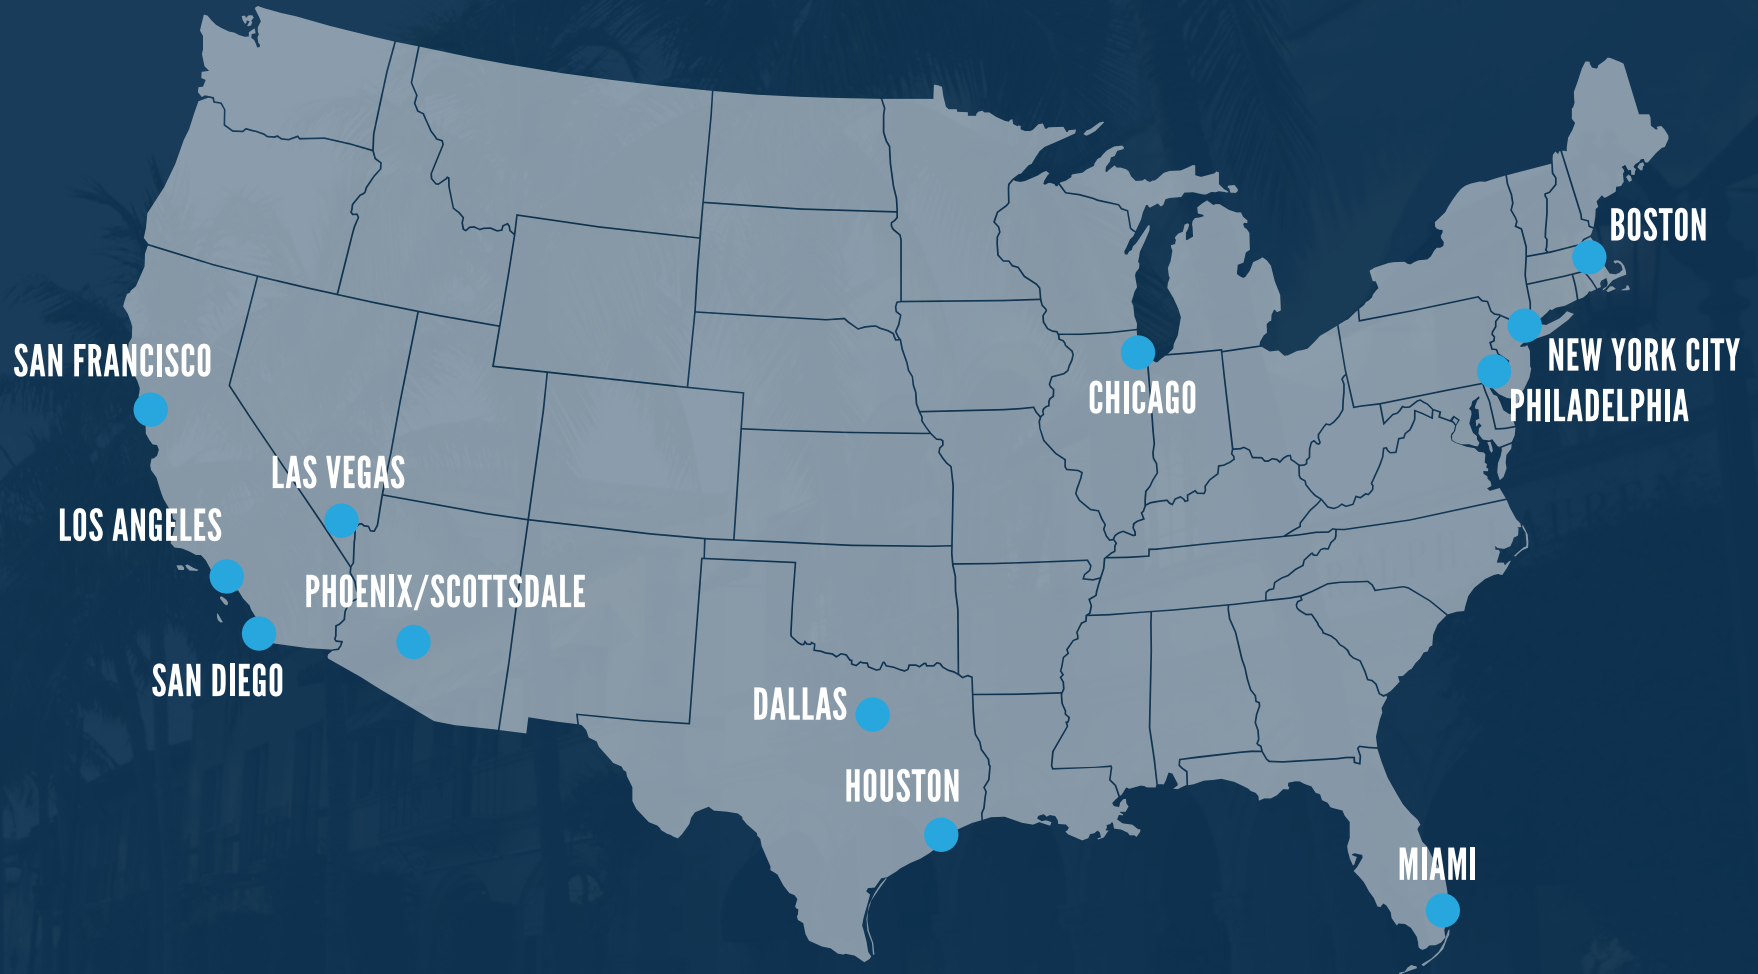 BOSTON
SAN FRANCISCO
NEW YORK CITY
CHICAGO
PHILADELPHIA
LAS VEGAS
LOS ANGELES
PHOENIX/SCOTTSDALE
SAN DIEGO
DALLAS
HOUSTON
MIAMI